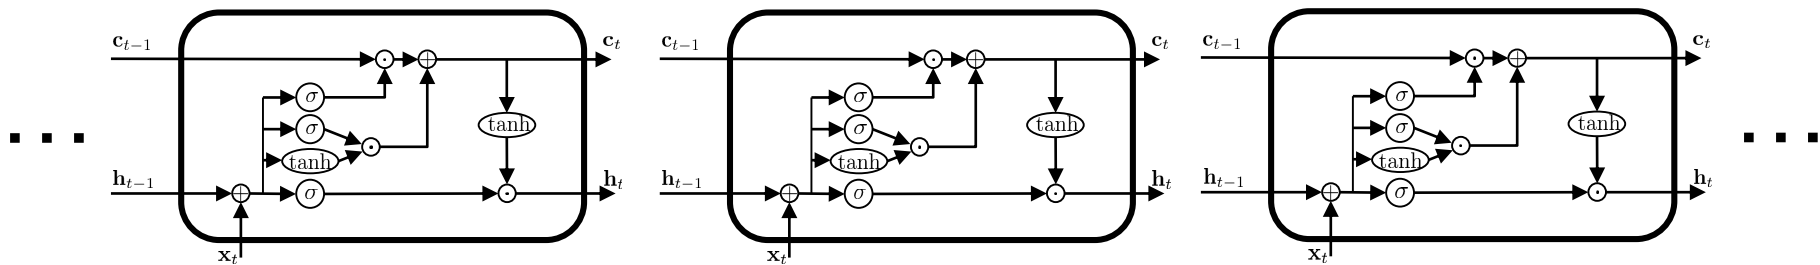 c_{t-1} c_t c_{t-1} c_t c_{t-1} c_t
σ σ σ
σ tanh σ tanh σ tanh
tanh tanh tanh
h_{t-1} σ h_t h_{t-1} σ h_t h_{t-1} σ h_t
x_t x_t x_t